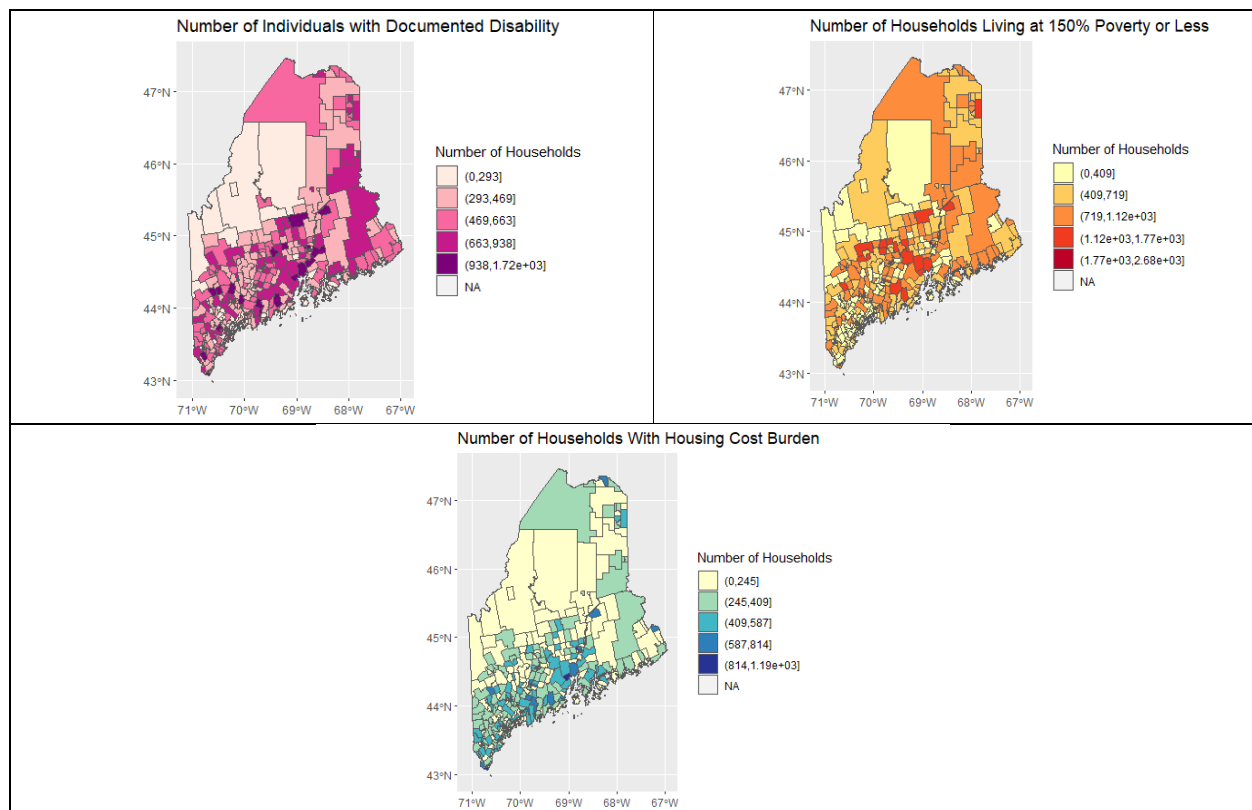 Number of Individuals with Documented Disability
47°N
46°N
45°N
44°N
43°N
71°W 70°W 69°W 68°W 67°W
Number of Households
(0,293]
(293,469]
(469,663]
(663,938]
(938,1.72e+03]
NA
Number of Households Living at 150% Poverty or Less
47°N
46°N
45°N
44°N
43°N
71°W 70°W 69°W 68°W 67°W
Number of Households
(0,409]
(409,719]
(719,1.12e+03]
(1.12e+03,1.77e+03]
(1.77e+03,2.68e+03]
NA
Number of Households With Housing Cost Burden
47°N
46°N
45°N
44°N
43°N
71°W 70°W 69°W 68°W 67°W
Number of Households
(0,245]
(245,409]
(409,587]
(587,814]
(814,1.19e+03]
NA